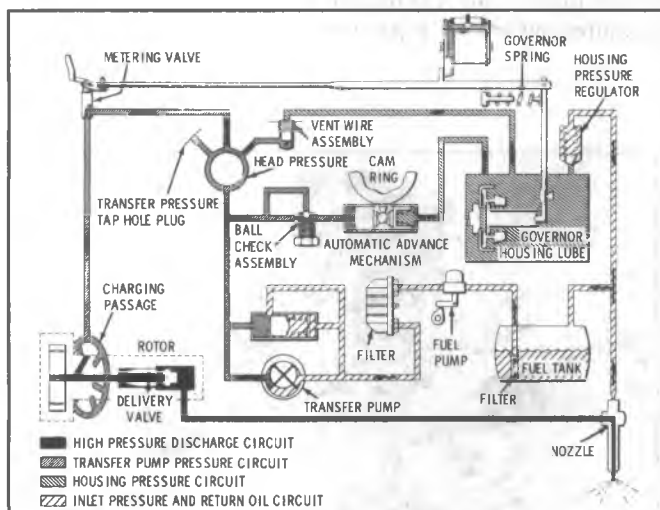 METERING VALVE
GOVERNOR
SPRING
HOUSING
PRESSURE
REGULATOR
VENT WIRE
ASSEMBLY
HEAD PRESSURE
CAM
RING
TRANSFER PRESSURE
TAP HOLE PLUG
BALL
CHECK
ASSEMBLY
AUTOMATIC ADVANCE
MECHANISM
GOVERNOR
HOUSING LUBE
CHARGING
PASSAGE
ROTOR
FILTER
FUEL
PUMP
FUEL TANK
DELIVERY
VALVE
TRANSFER PUMP
FILTER
NOZZLE
HIGH PRESSURE DISCHARGE CIRCUIT
TRANSFER PUMP PRESSURE CIRCUIT
HOUSING PRESSURE CIRCUIT
INLET PRESSURE AND RETURN OIL CIRCUIT